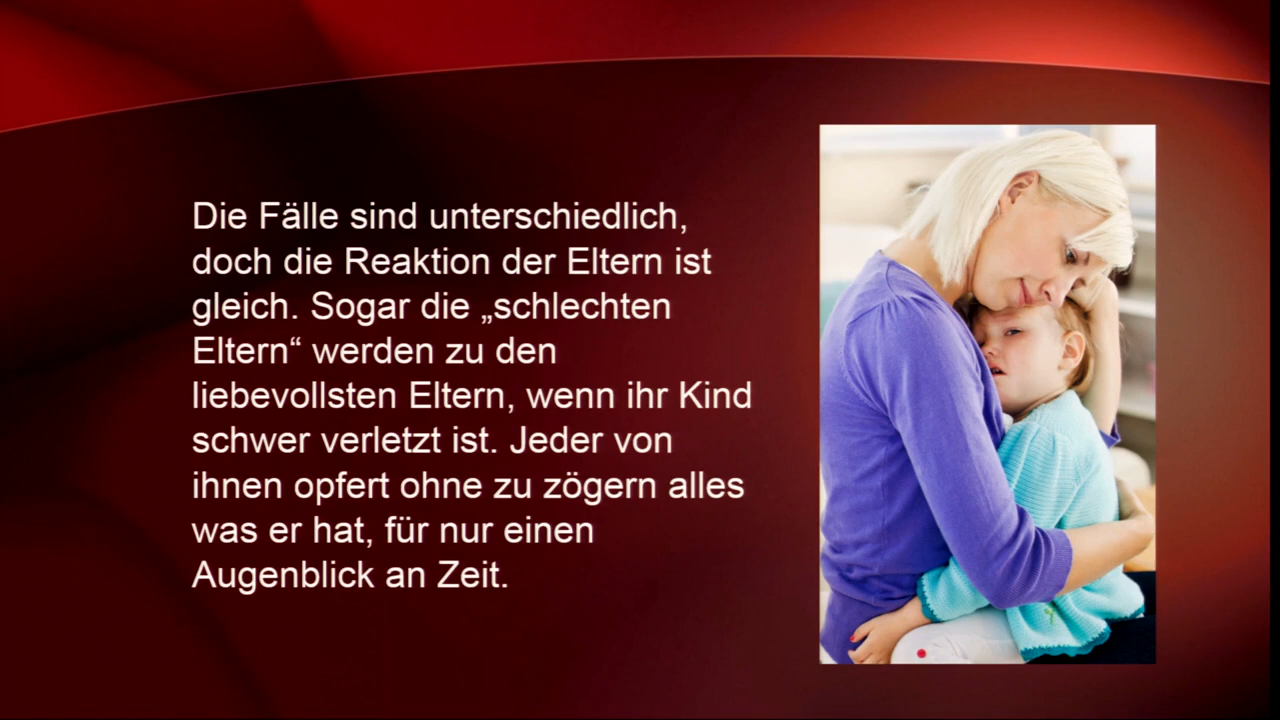 Die Fälle sind unterschiedlich,
doch die Reaktion der Eltern ist
gleich. Sogar die „schlechten
Eltern“ werden zu den
liebevollsten Eltern, wenn ihr Kind
schwer verletzt ist. Jeder von
ihnen opfert ohne zu zögern alles
was er hat, für nur einen
Augenblick an Zeit.